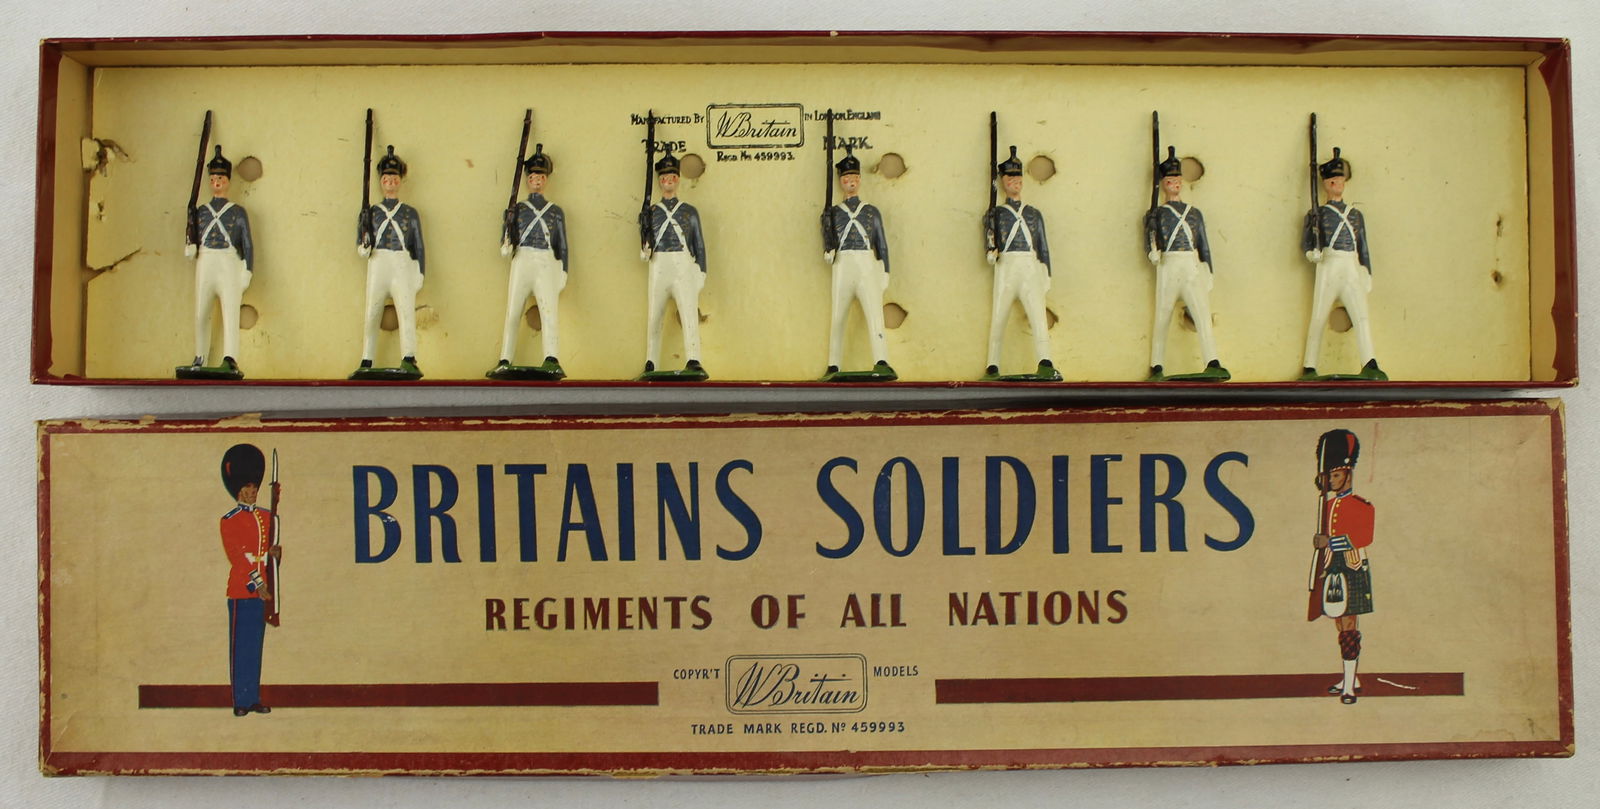 MANUFACTURED BY W Britain IN LONDON.ENGLAND
TRADE MARK.
REGD. No 459993.
BRITAINS SOLDIERS
REGIMENTS OF ALL NATIONS
COPYR'T W Britain MODELS
TRADE MARK REGD. Nº 459993